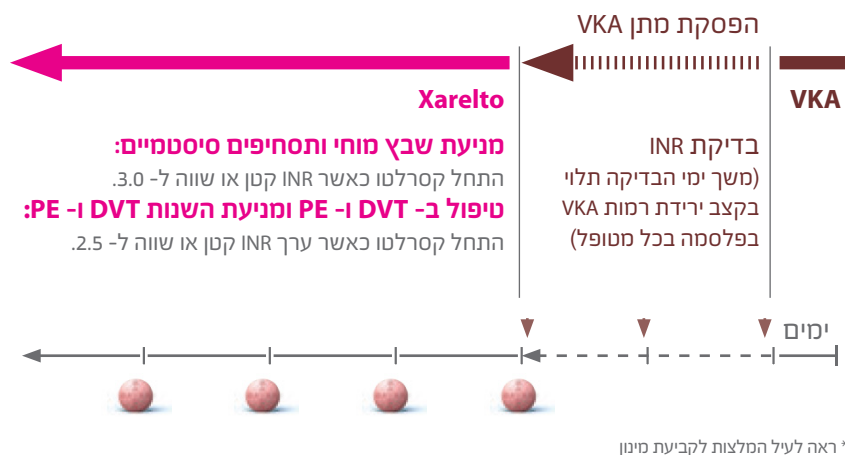 הפסקת מתן VKA
VKA
בדיקת INR
(משך ימי הבדיקה תלוי
בקצב ירידת רמות VKA
בפלסמה בכל מטופל)
Xarelto
מניעת שבץ מוחי ותסחיפים סיסטמיים:
התחל קסרלטו כאשר INR קטן או שווה ל- 3.0.
טיפול ב- DVT ו- PE ומניעת השנות DVT ו- PE:
התחל קסרלטו כאשר ערך INR קטן או שווה ל- 2.5.
ימים
* ראה לעיל המלצות לקביעת מינון